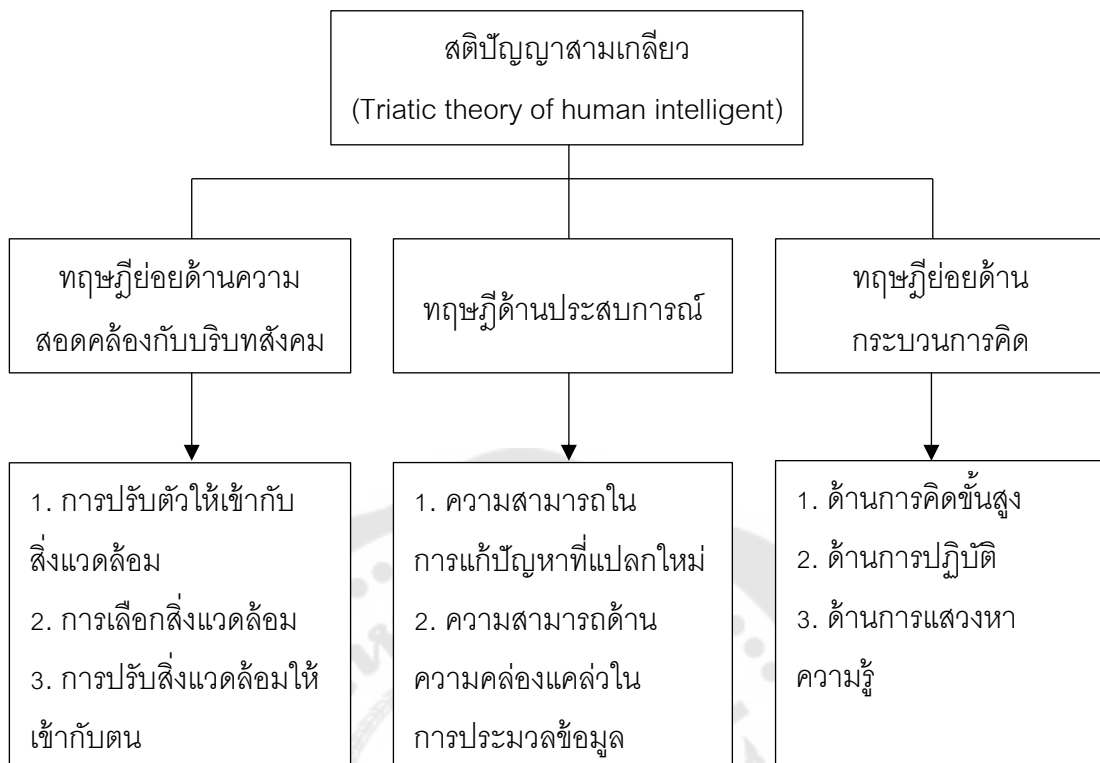 สติปัญญาสามเกลียว
(Triatic theory of human intelligent)
ทฤษฎีย่อยด้านความ
สอดคล้องกับบริบทสังคม
ทฤษฎีด้านประสบการณ์
ทฤษฎีย่อยด้าน
กระบวนการคิด
1. การปรับตัวให้เข้ากับ
สิ่งแวดล้อม
2. การเลือกสิ่งแวดล้อม
3. การปรับสิ่งแวดล้อมให้
เข้ากับตน
1. ความสามารถใน
การแก้ปัญหาที่แปลกใหม่
2. ความสามารถด้าน
ความคล่องแคล่วใน
การประมวลข้อมูล
1. ด้านการคิดขั้นสูง
2. ด้านการปฏิบัติ
3. ด้านการแสวงหา
ความรู้